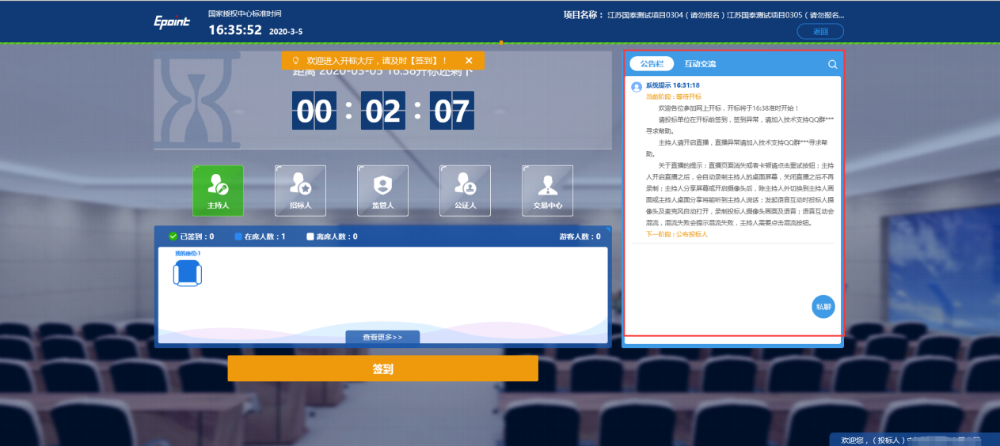 Epoint
国家授权中心标准时间
16:35:52 2020-3-5
项目名称： 江苏国泰测试项目0304（请勿报名）江苏国泰测试项目0305（请勿报名...
返回
欢迎进入开标大厅，请及时【签到】！ ×
距离 2020-03-05 16:38开标还剩下
00 : 02 : 07
主持人
招标人
监管人
公证人
交易中心
已签到：0 在席人数：1 离席人数：0 游客人数：0
我的座位:1
查看更多>>
签到
公告栏 互动交流
系统提示 16:31:18
当前阶段 : 等待开标
欢迎各位参加网上开标，开标将于16:38准时开始！
请投标单位在开标前签到，签到异常，请加入技术支持QQ群***
寻求帮助。
主持人请开启直播，直播异常请加入技术支持QQ群***寻求帮
助。
关于直播的提示：直播页面消失或者卡顿请点击重试按钮；主持
人开启直播之后，会自动录制主持人的桌面屏幕，关闭直播之后不再
录制；主持人分享屏幕或开启摄像头后，除主持人外切换到主持人画
面或主持人桌面分享将能听到主持人说话；发起语音互动时投标人摄
像头及麦克风自动打开，录制投标人摄像头画面及语音；语音互动会
混流，混流失败会提示混流失败，主持人需要点击混流按钮。
下一阶段 : 公布投标人
私聊
欢迎您，（投标人）